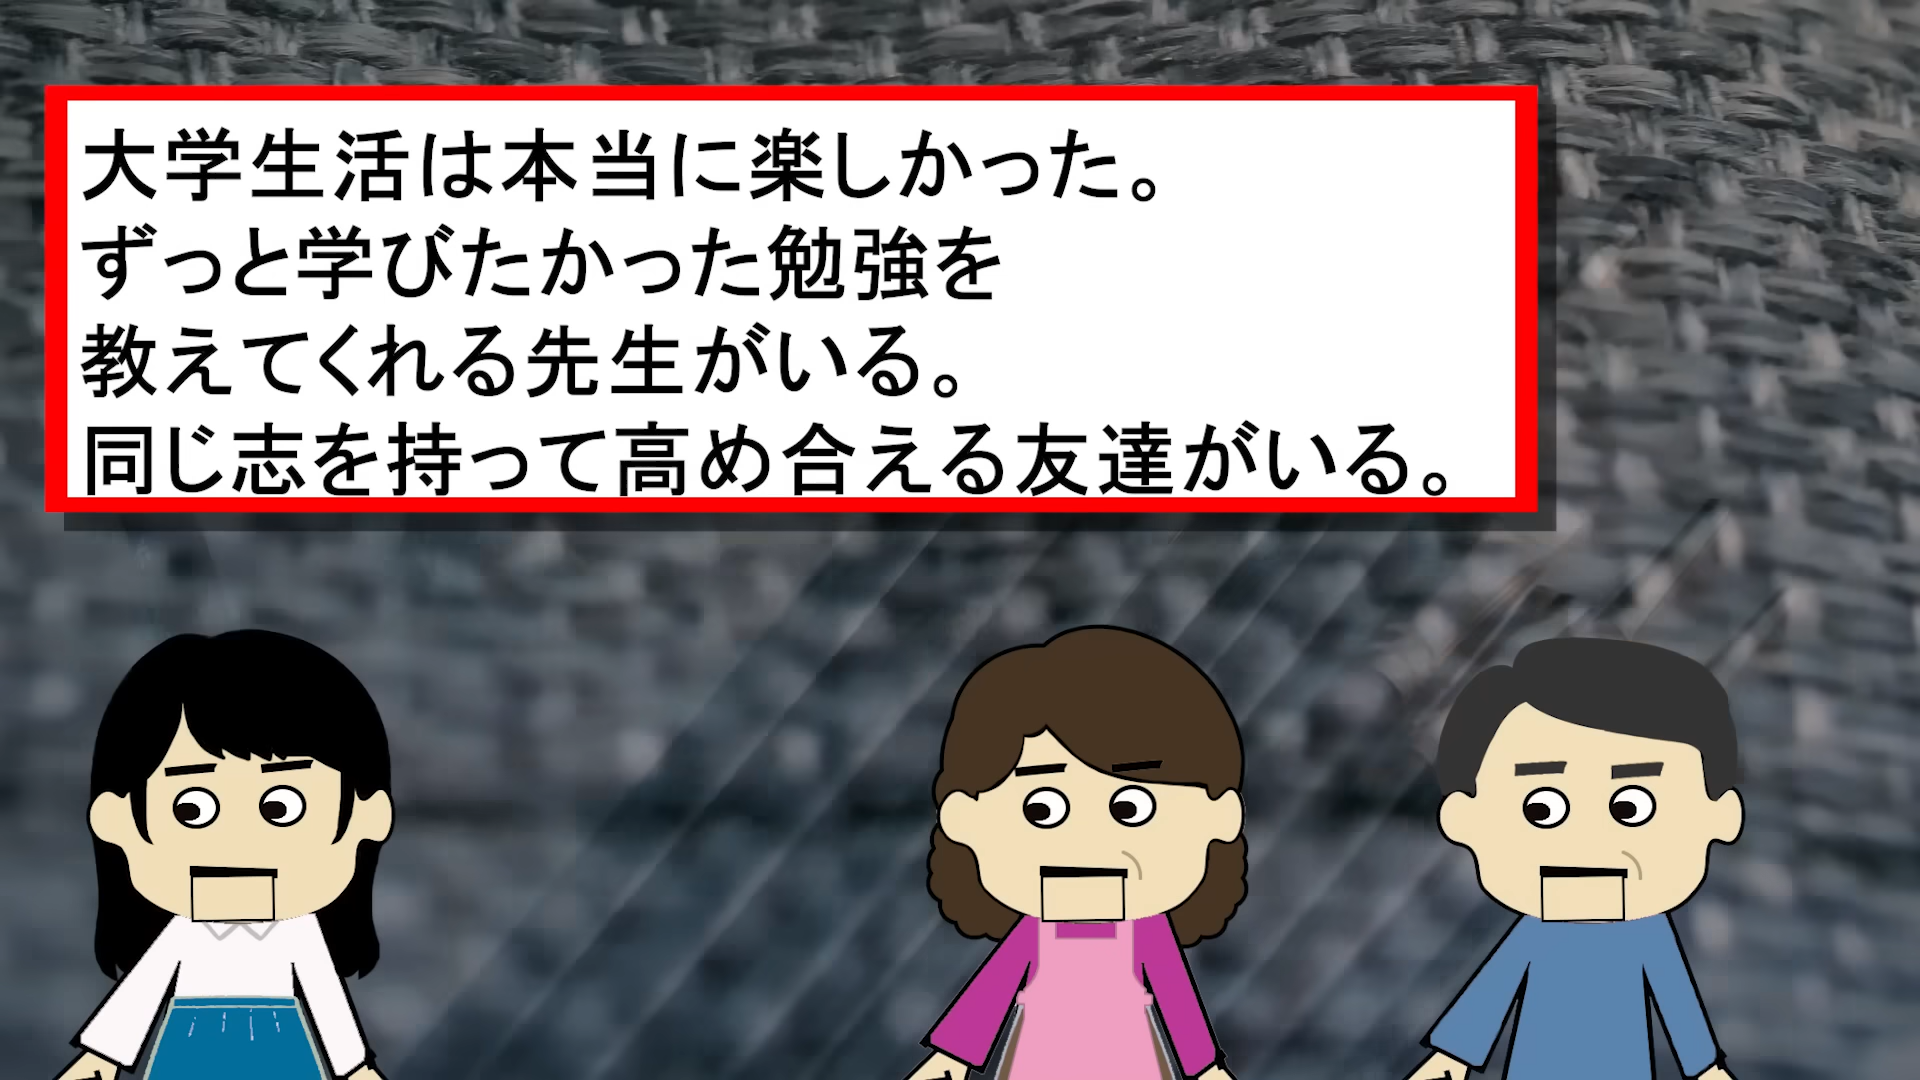 大学生活は本当に楽しかった。
ずっと学びたかった勉強を
教えてくれる先生がいる。
同じ志を持って高め合える友達がいる。